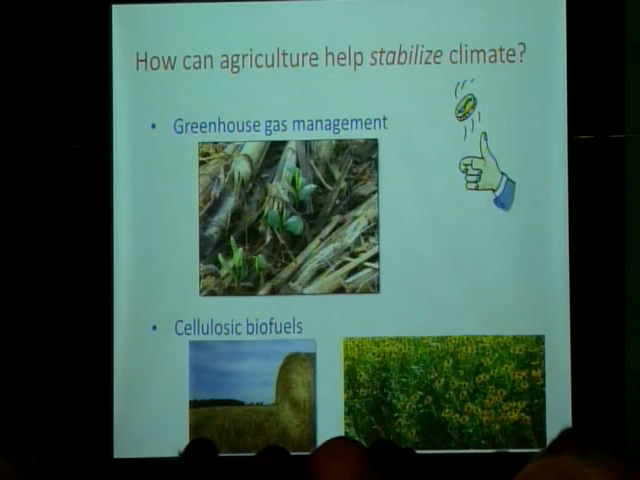 How can agriculture help stabilize climate?
• Greenhouse gas management
• Cellulosic biofuels